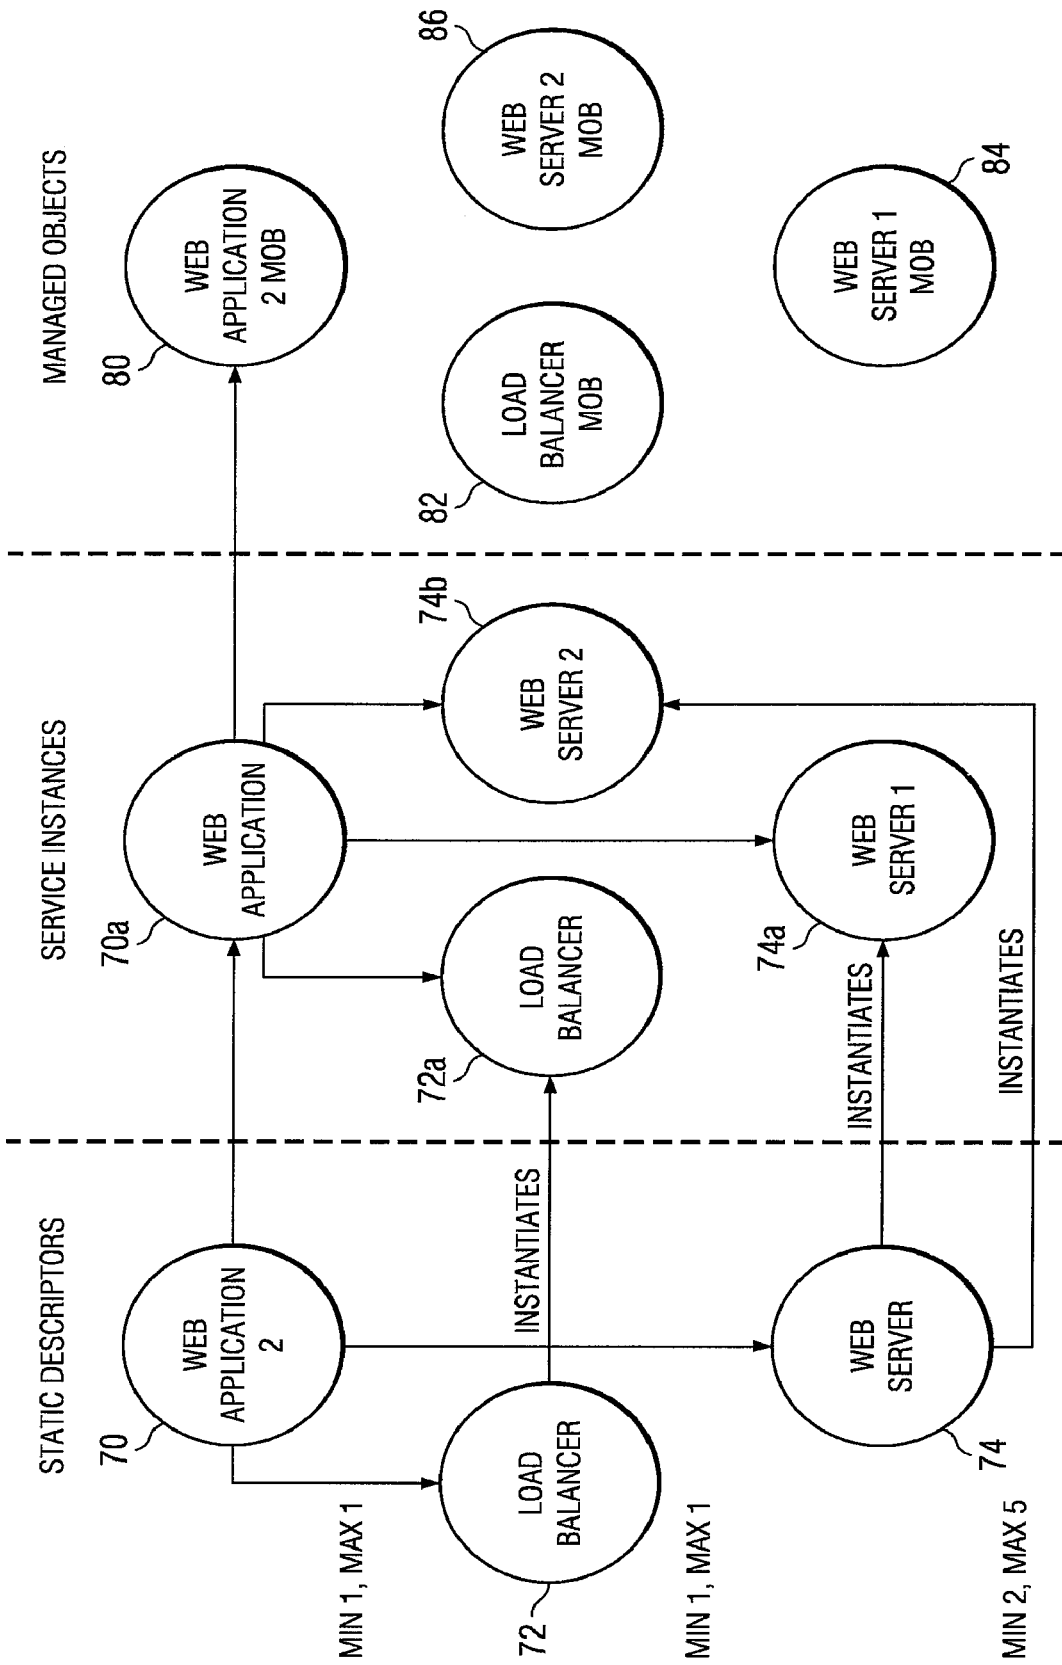 STATIC DESCRIPTORS
SERVICE INSTANCES
MANAGED OBJECTS
70
WEB
APPLICATION
2
70a
WEB
APPLICATION
80
WEB
APPLICATION
2 MOB
MIN 1, MAX 1
72
LOAD
BALANCER
INSTANTIATES
72a
LOAD
BALANCER
74b
WEB
SERVER 2
82
LOAD
BALANCER
MOB
86
WEB
SERVER 2
MOB
MIN 1, MAX 1
74
WEB
SERVER
INSTANTIATES
74a
WEB
SERVER 1
84
WEB
SERVER 1
MOB
MIN 2, MAX 5
INSTANTIATES